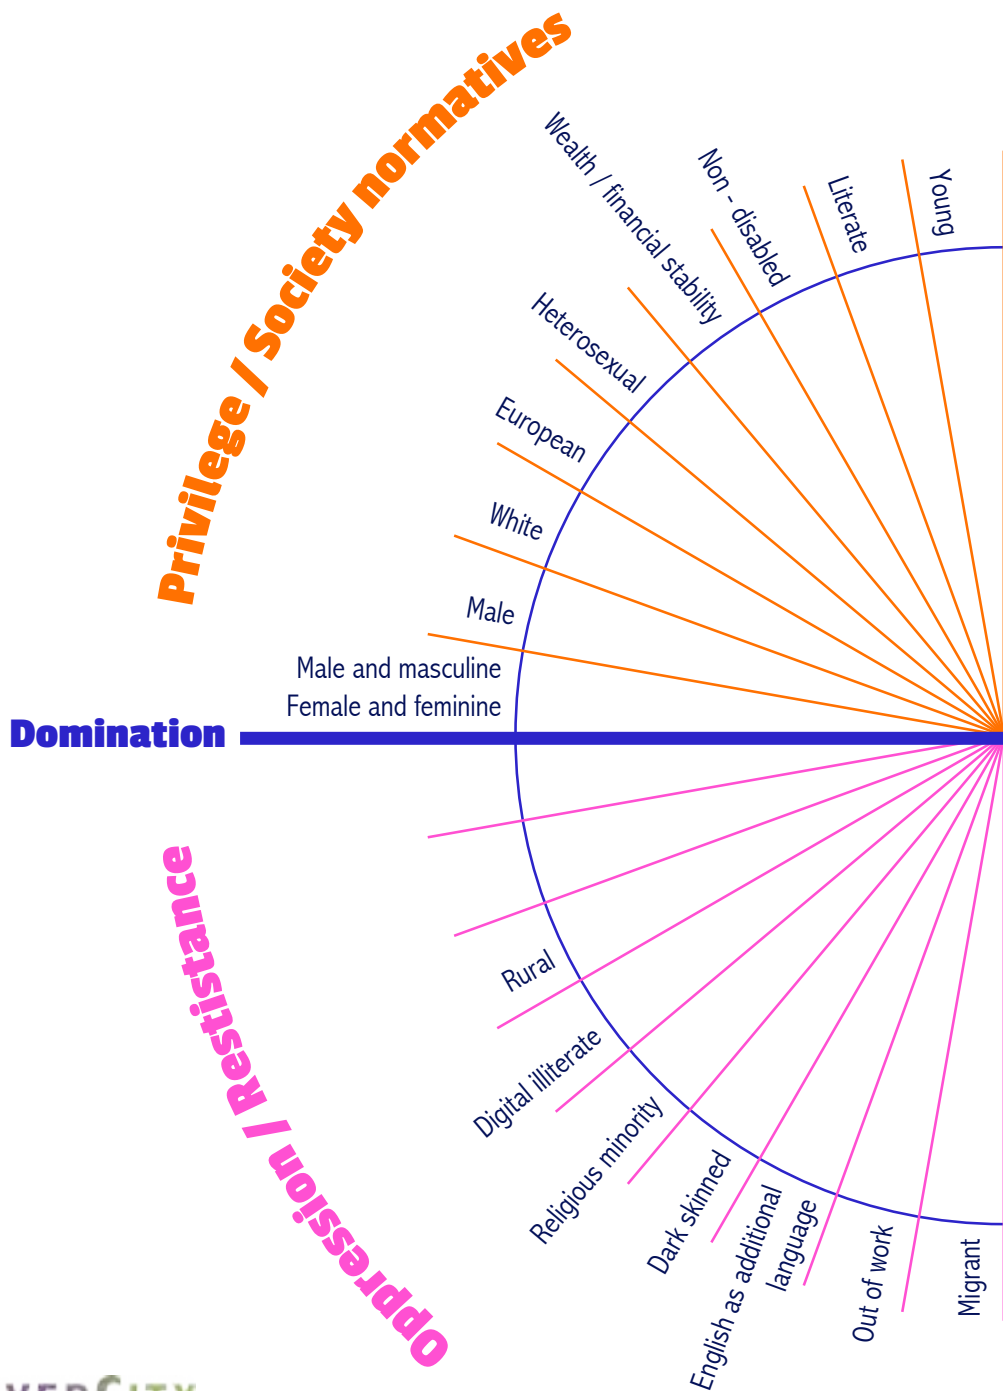 Privilege / Society normatives
Wealth / financial stability
Non - disabled
Literate
Young
Heterosexual
European
White
Male
Male and masculine
Female and feminine
Domination
Oppression / Restistance
Rural
Digital illiterate
Religious minority
Dark skinned
English as additional
language
Out of work
Migrant